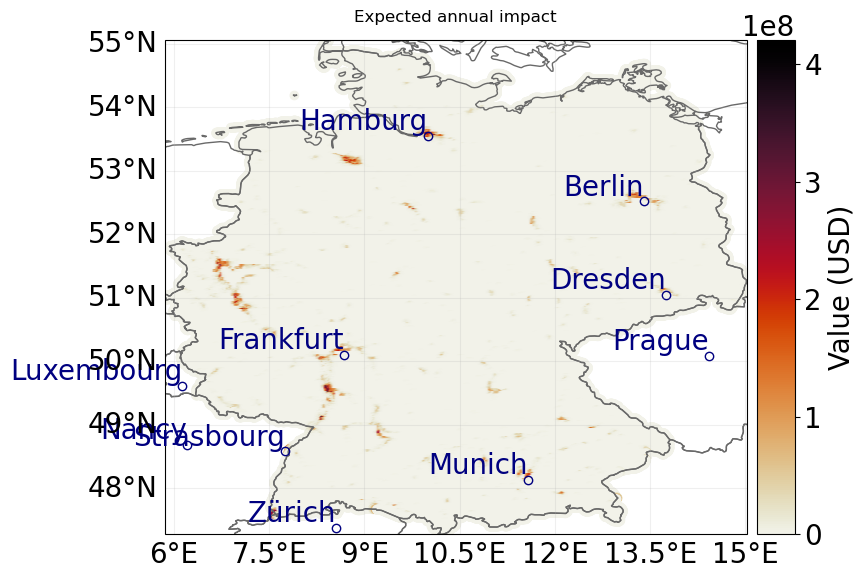 Expected annual impact
1e8
55°N
54°N
53°N
52°N
51°N
50°N
49°N
48°N
Hamburg
Berlin
Dresden
Prague
Frankfurt
Luxembourg
Nancy
Strasbourg
Munich
Zürich
6°E
7.5°E
9°E
10.5°E
12°E
13.5°E
15°E
4
3
2
1
0
Value (USD)